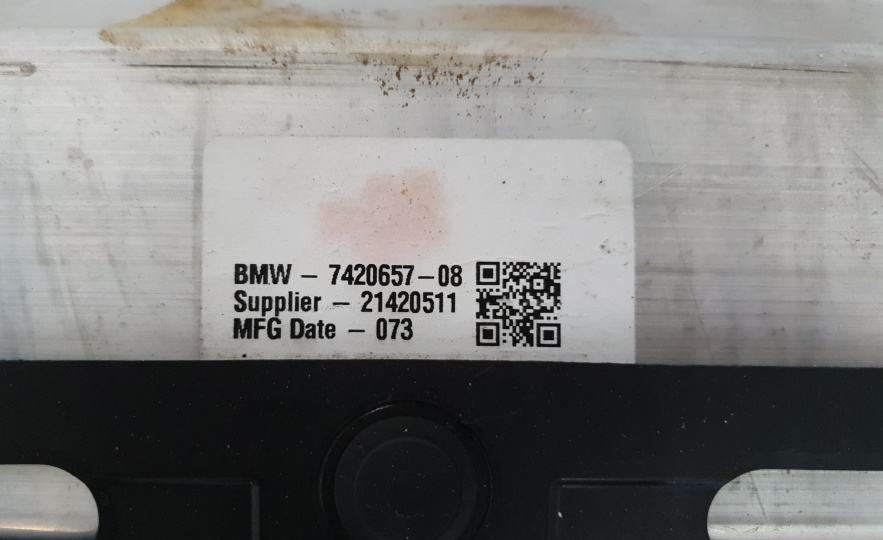 BMW – 7420657-08
Supplier – 21420511
MFG Date – 073